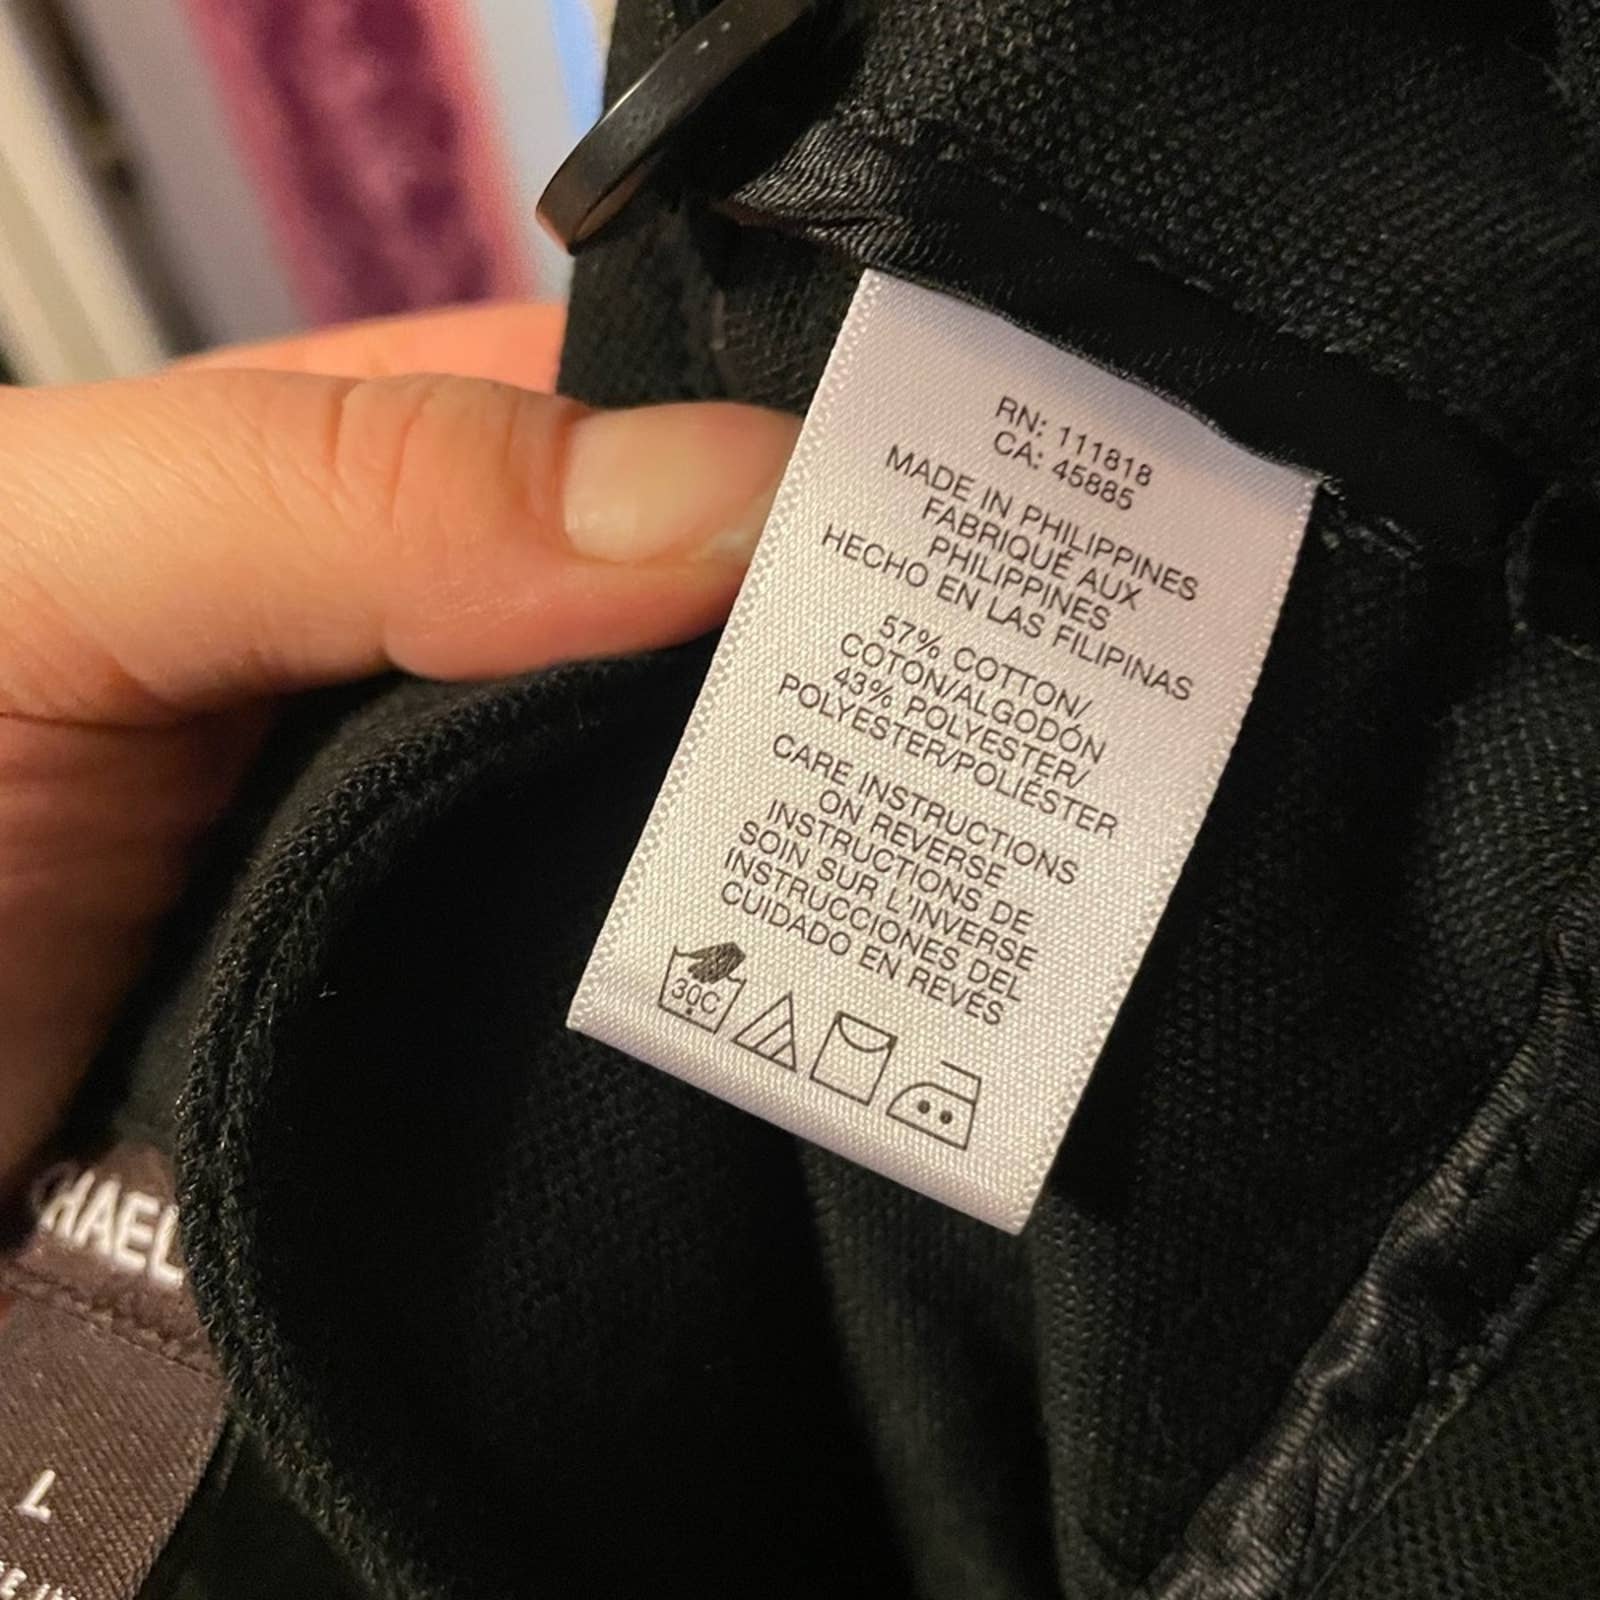 RN: 111818
CA: 45885
MADE IN PHILIPPINES
FABRIQUÉ AUX
PHILIPPINES
HECHO EN LAS FILIPINAS
57% COTTON/
COTON/ALGODÓN
43% POLYESTER/
POLYESTER/POLIÉSTER
CARE INSTRUCTIONS
ON REVERSE
INSTRUCTIONS DE
SOIN SUR L'INVERSE
INSTRUCCIONES DEL
CUIDADO EN REVÉS
30C
HAEL
L